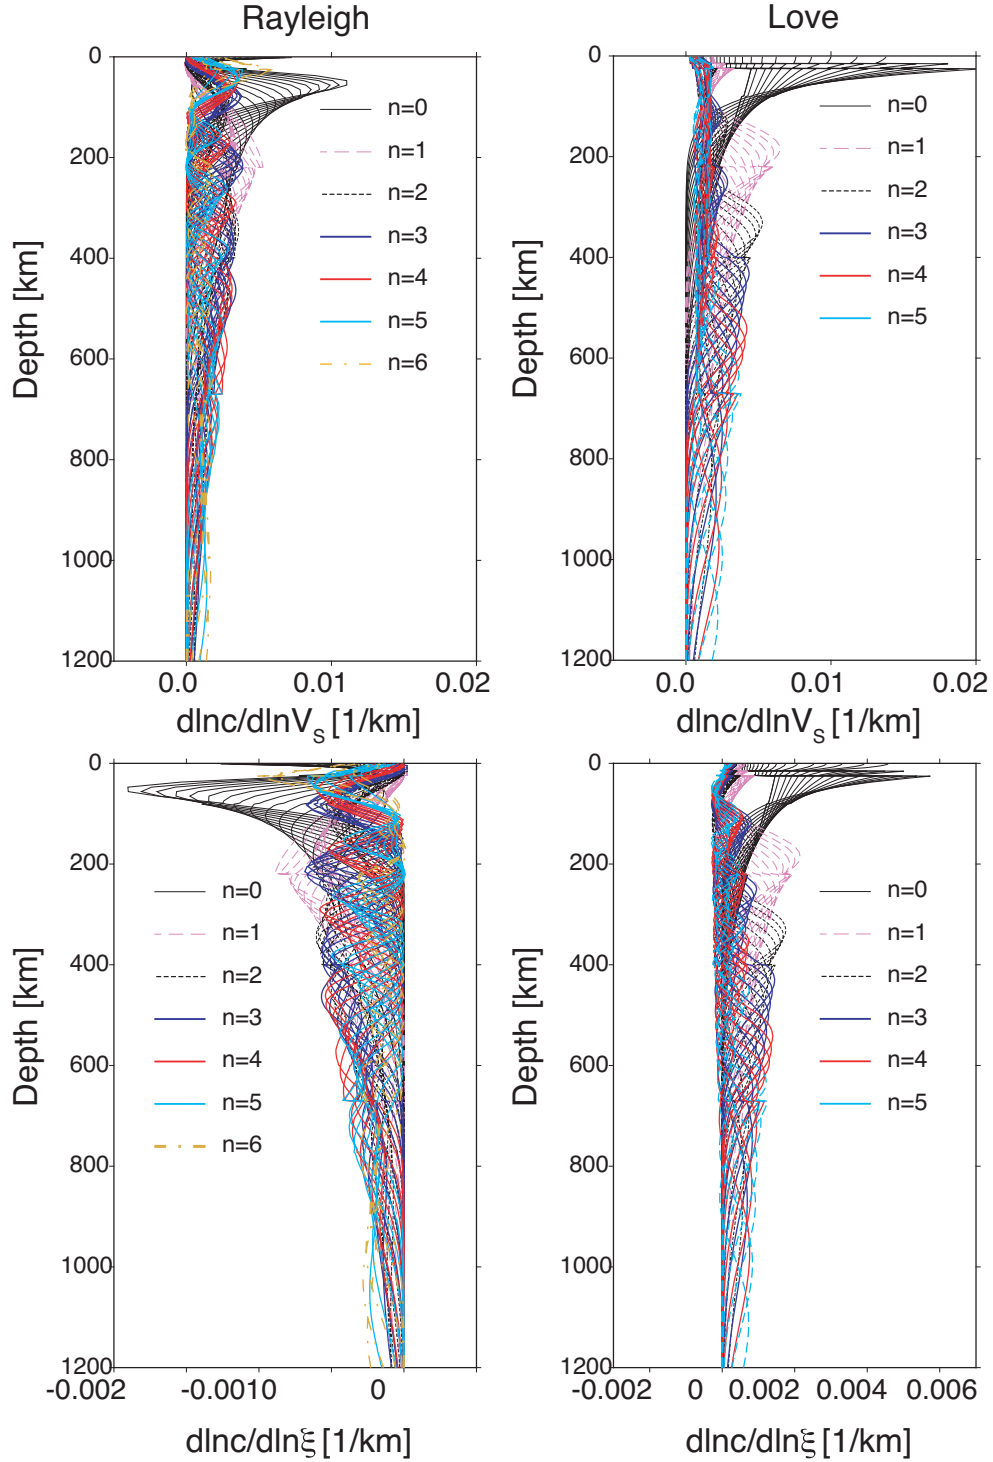 Rayleigh
Love
0
200
400
600
800
1000
1200
Depth [km]
n=0
n=1
n=2
n=3
n=4
n=5
n=6
0.0
0.01
0.02
dlnc/dlnVS [1/km]
0
200
400
600
800
1000
1200
Depth [km]
n=0
n=1
n=2
n=3
n=4
n=5
0.0
0.01
0.02
dlnc/dlnVS [1/km]
0
200
400
600
800
1000
1200
Depth [km]
n=0
n=1
n=2
n=3
n=4
n=5
n=6
-0.002
-0.0010
0
dlnc/dlnξ [1/km]
0
200
400
600
800
1000
1200
Depth [km]
n=0
n=1
n=2
n=3
n=4
n=5
-0.002
0
0.002
0.004
0.006
dlnc/dlnξ [1/km]